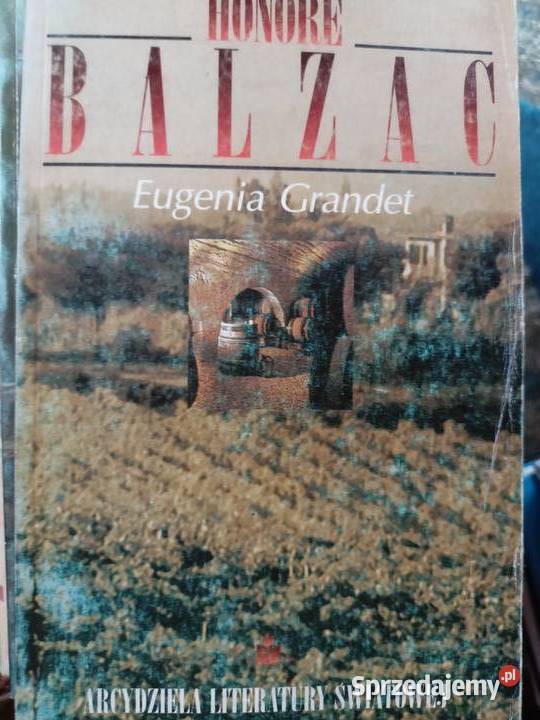 HONORÉ
BALZAC
Eugenia Grandet
ARCYDZIEŁA LITERATURY ŚWIATOWEJ
Sprzedajemy.pl